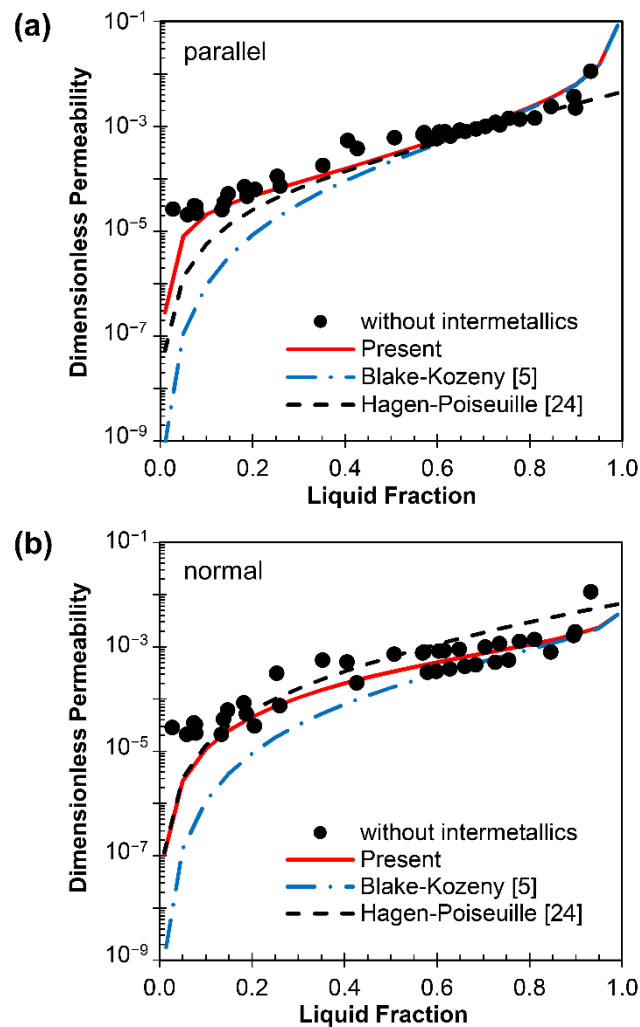 (a)
parallel
10⁻¹
10⁻³
10⁻⁵
10⁻⁷
10⁻⁹
Dimensionless Permeability
without intermetallics
Present
Blake-Kozeny [5]
Hagen-Poiseuille [24]
0.0 0.2 0.4 0.6 0.8 1.0
Liquid Fraction
(b)
normal
10⁻¹
10⁻³
10⁻⁵
10⁻⁷
10⁻⁹
Dimensionless Permeability
without intermetallics
Present
Blake-Kozeny [5]
Hagen-Poiseuille [24]
0.0 0.2 0.4 0.6 0.8 1.0
Liquid Fraction